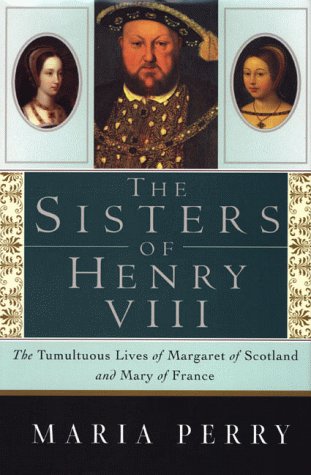 THE
SISTERS
OF
HENRY
VIII
The Tumultuous Lives of Margaret of Scotland
and Mary of France
MARIA PERRY